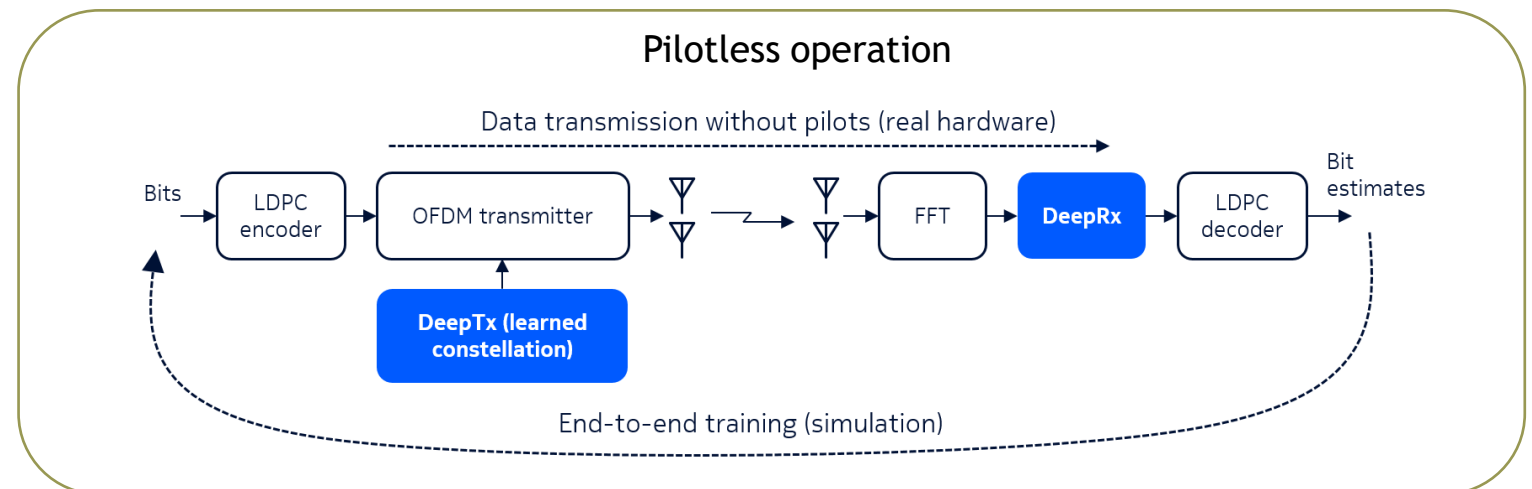 Pilotless operation
Data transmission without pilots (real hardware)
Bits
LDPC
encoder
OFDM transmitter
FFT
DeepRx
LDPC
decoder
Bit
estimates
DeepTx (learned
constellation)
End-to-end training (simulation)